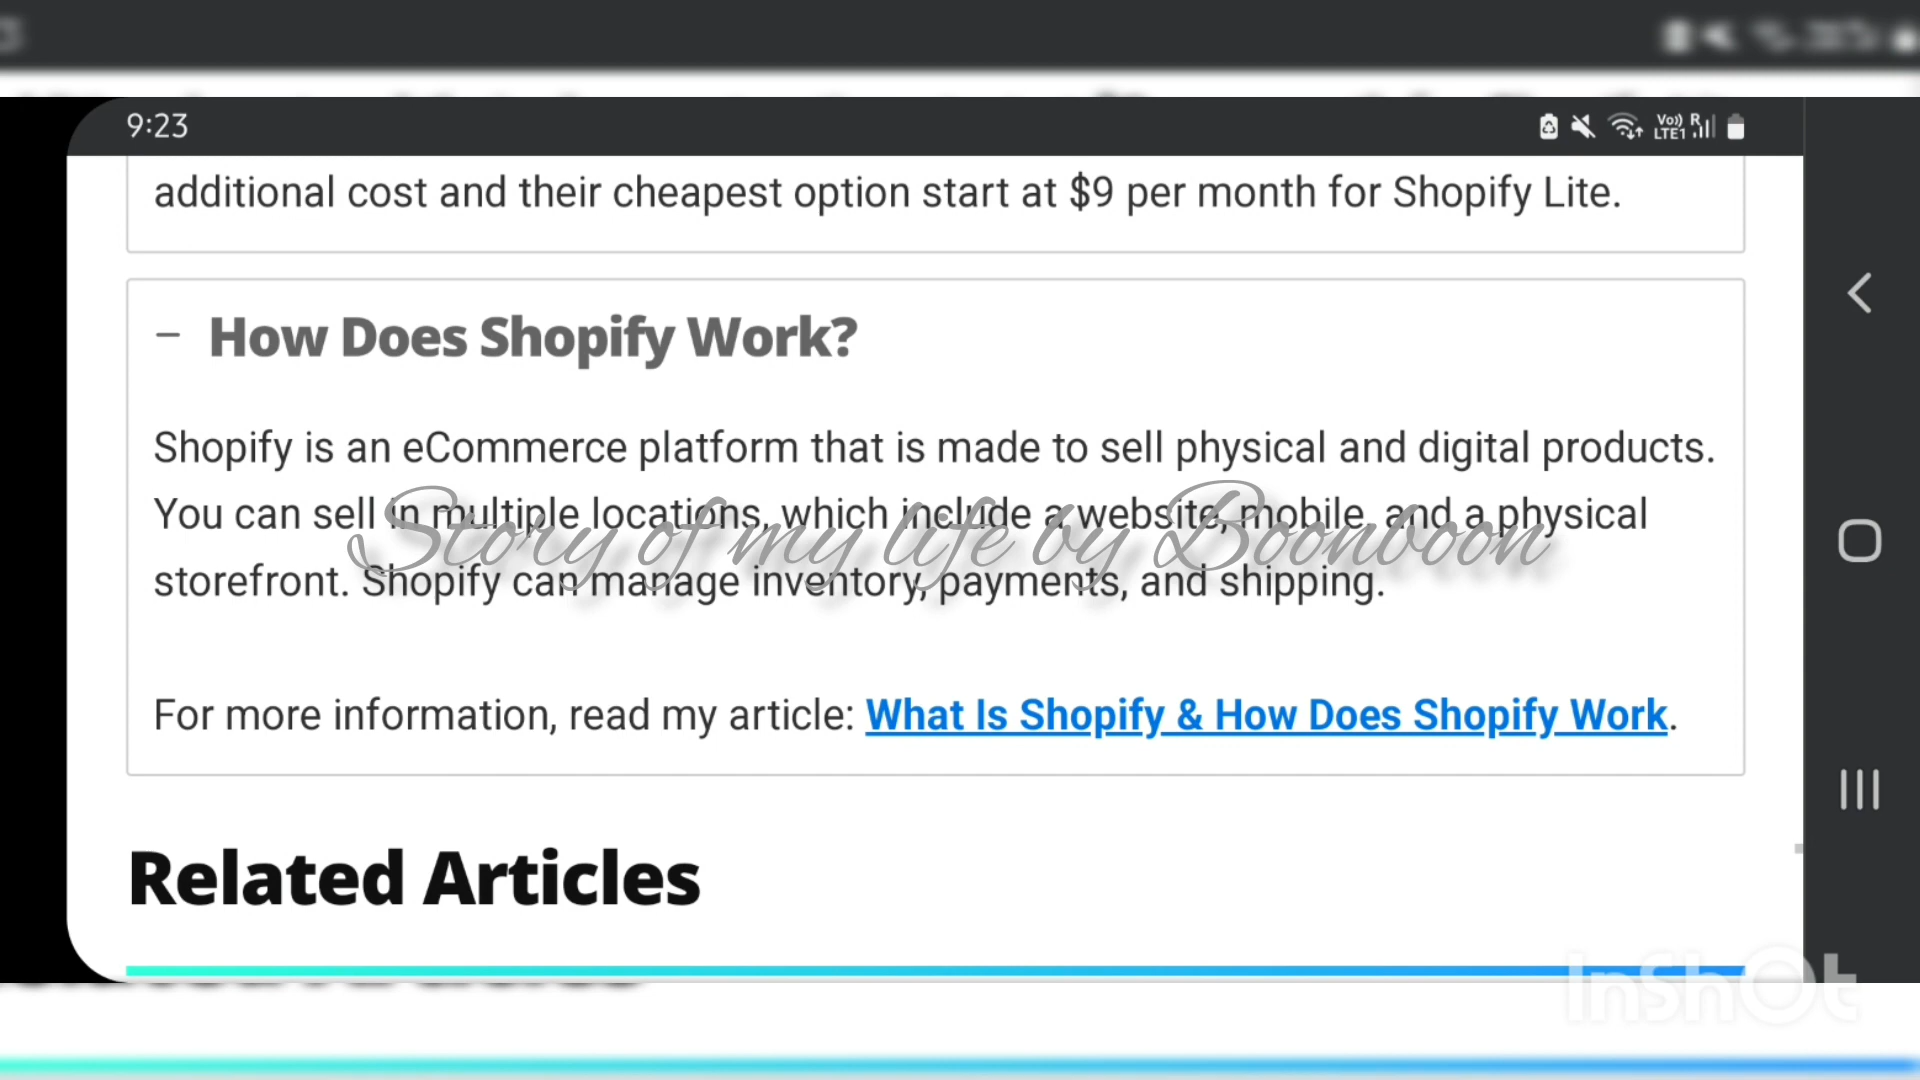 9:23
Vo)) R
LTE1
additional cost and their cheapest option start at $9 per month for Shopify Lite.
– How Does Shopify Work?
Shopify is an eCommerce platform that is made to sell physical and digital products.
You can sell in multiple locations, which include a website, mobile, and a physical
Story of my life by Boonboon
storefront. Shopify can manage inventory, payments, and shipping.
For more information, read my article: What Is Shopify & How Does Shopify Work.
Related Articles
InShOt